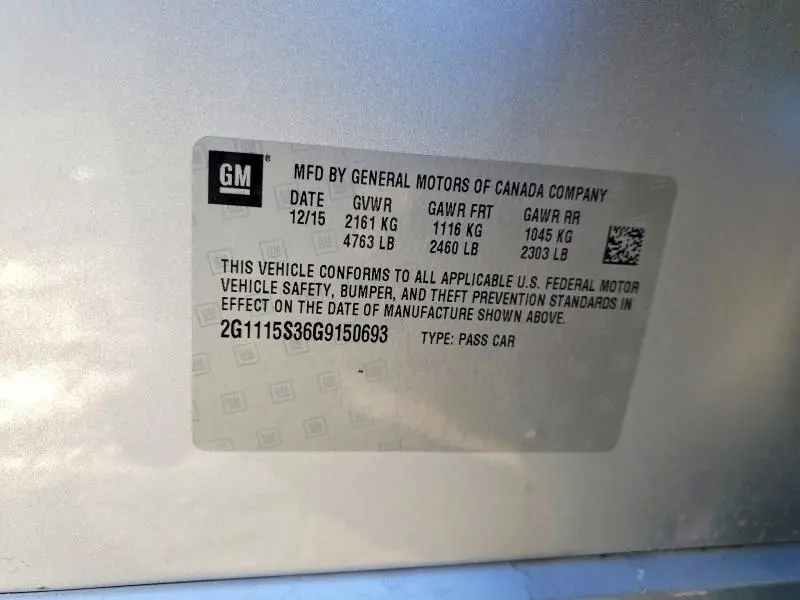 GM®
MFD BY GENERAL MOTORS OF CANADA COMPANY
DATE GVWR GAWR FRT GAWR RR
12/15 2161 KG 1116 KG 1045 KG
4763 LB 2460 LB 2303 LB
THIS VEHICLE CONFORMS TO ALL APPLICABLE U.S. FEDERAL MOTOR
VEHICLE SAFETY, BUMPER, AND THEFT PREVENTION STANDARDS IN
EFFECT ON THE DATE OF MANUFACTURE SHOWN ABOVE.
2G1115S36G9150693 TYPE: PASS CAR